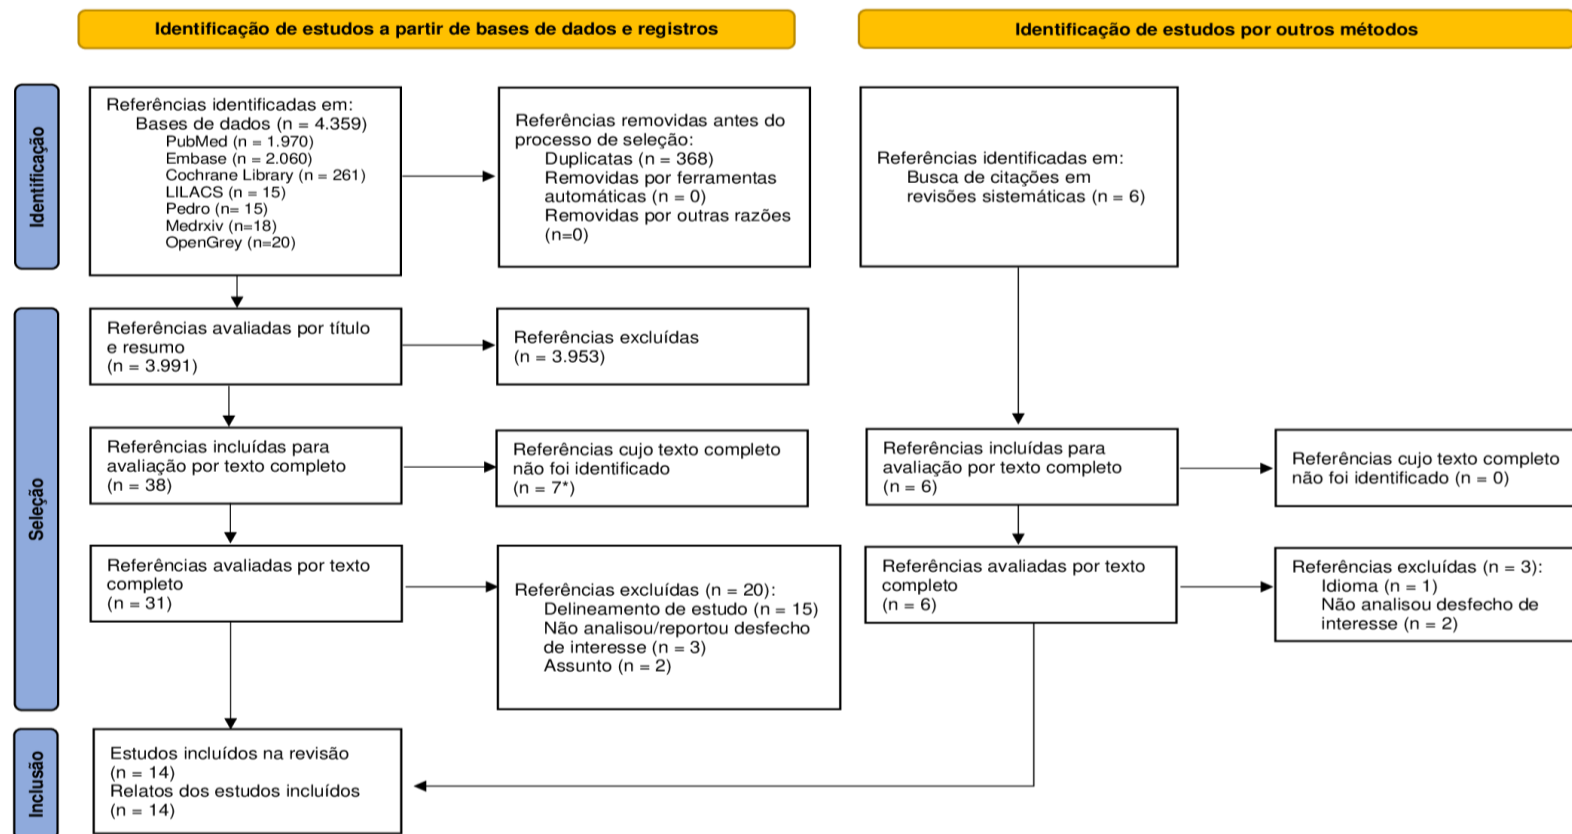 Identificação de estudos a partir de bases de dados e registros
Identificação de estudos por outros métodos
Identificação
Referências identificadas em:
Bases de dados (n = 4.359)
PubMed (n = 1.970)
Embase (n = 2.060)
Cochrane Library (n = 261)
LILACS (n = 15)
Pedro (n= 15)
Medrxiv (n=18)
OpenGrey (n=20)
Referências removidas antes do
processo de seleção:
Duplicatas (n = 368)
Removidas por ferramentas
automáticas (n = 0)
Removidas por outras razões
(n=0)
Referências identificadas em:
Busca de citações em
revisões sistemáticas (n = 6)
Seleção
Referências avaliadas por título
e resumo
(n = 3.991)
Referências excluídas
(n = 3.953)
Referências incluídas para
avaliação por texto completo
(n = 38)
Referências cujo texto completo
não foi identificado
(n = 7*)
Referências incluídas para
avaliação por texto completo
(n = 6)
Referências cujo texto completo
não foi identificado (n = 0)
Referências avaliadas por texto
completo
(n = 31)
Referências excluídas (n = 20):
Delineamento de estudo (n = 15)
Não analisou/reportou desfecho
de interesse (n = 3)
Assunto (n = 2)
Referências avaliadas por texto
completo
(n = 6)
Referências excluídas (n = 3):
Idioma (n = 1)
Não analisou desfecho de
interesse (n = 2)
Inclusão
Estudos incluídos na revisão
(n = 14)
Relatos dos estudos incluídos
(n = 14)